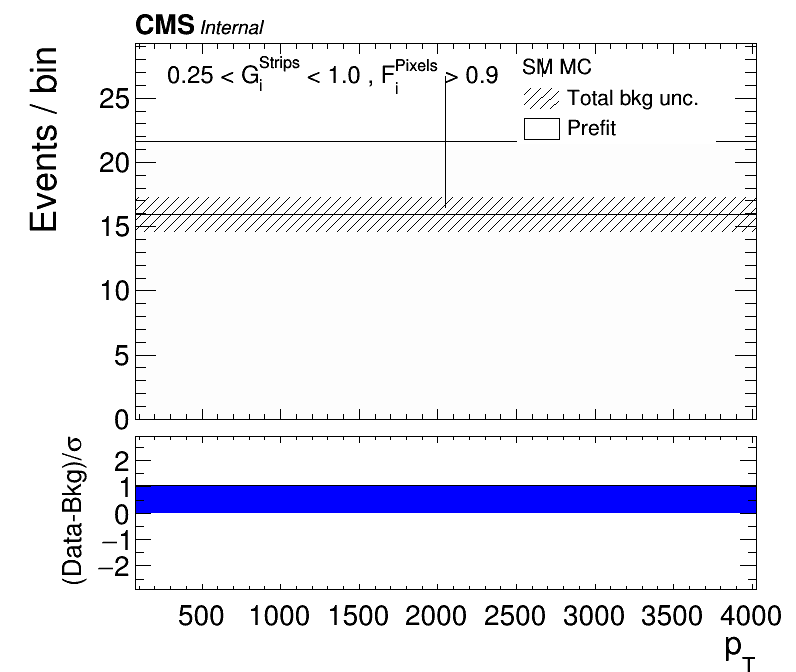 CMS Internal
Events / bin
0.25 < G_i^Strips < 1.0 , F_i^Pixels > 0.9
SM MC
Total bkg unc.
Prefit
25
20
15
10
5
0
(Data-Bkg)/σ
2
1
0
−1
−2
500 1000 1500 2000 2500 3000 3500 4000
p_T